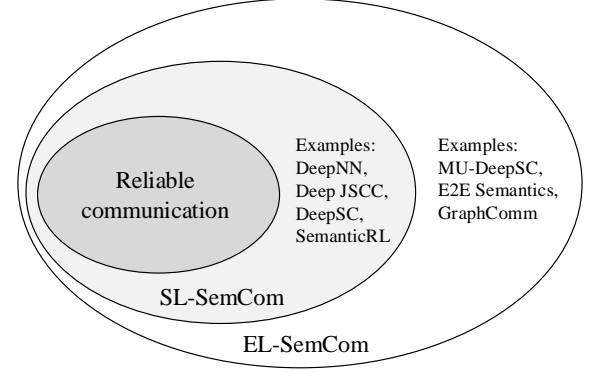 Reliable
communication
Examples:
DeepNN,
Deep JSCC,
DeepSC,
SemanticRL
Examples:
MU-DeepSC,
E2E Semantics,
GraphComm
SL-SemCom
EL-SemCom